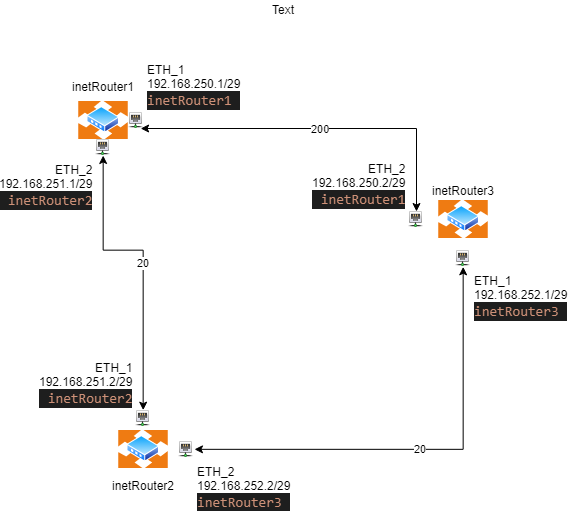 Text
ETH_1
192.168.250.1/29
inetRouter1
inetRouter1
200
ETH_2
192.168.251.1/29
inetRouter2
ETH_2
192.168.250.2/29
inetRouter1
inetRouter3
20
ETH_1
192.168.252.1/29
inetRouter3
ETH_1
192.168.251.2/29
inetRouter2
20
ETH_2
192.168.252.2/29
inetRouter3
inetRouter2